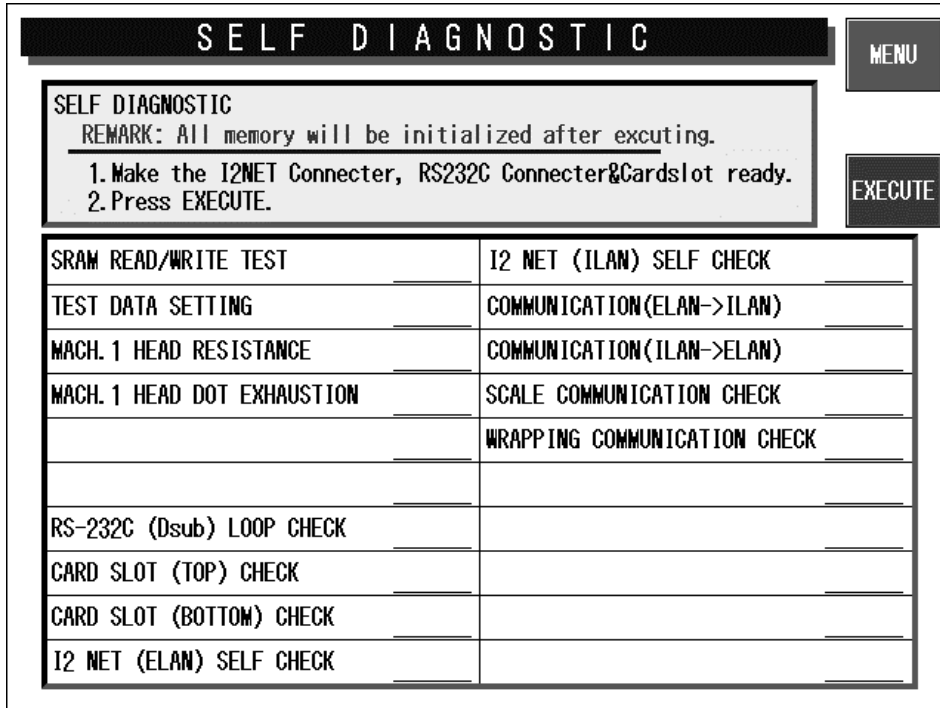 SELF DIAGNOSTIC
MENU
SELF DIAGNOSTIC
REMARK: All memory will be initialized after excuting.
1.Make the I2NET Connecter, RS232C Connecter&Cardslot ready.
2.Press EXECUTE.
EXECUTE
SRAM READ/WRITE TEST
TEST DATA SETTING
MACH.1 HEAD RESISTANCE
MACH.1 HEAD DOT EXHAUSTION
RS-232C (Dsub) LOOP CHECK
CARD SLOT (TOP) CHECK
CARD SLOT (BOTTOM) CHECK
I2 NET (ELAN) SELF CHECK
I2 NET (ILAN) SELF CHECK
COMMUNICATION(ELAN->ILAN)
COMMUNICATION(ILAN->ELAN)
SCALE COMMUNICATION CHECK
WRAPPING COMMUNICATION CHECK